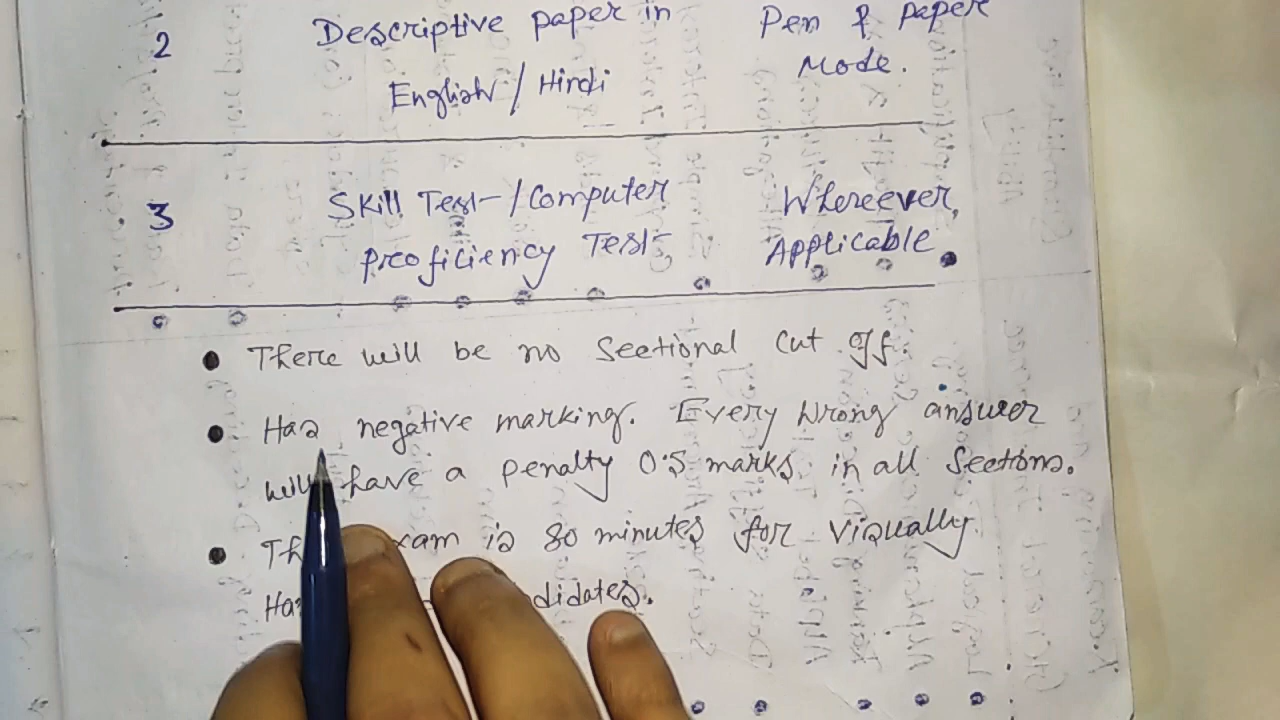 2 Descriptive paper in Pen & paper
English / Hindi Mode.
3 Skill Test / Computer Whereever
proficiency Test Applicable
There will be no Sectional Cut off.
Has negative marking. Every Wrong answer
will have a penalty 0.5 marks in all Sections.
exam is 80 minutes for Visually